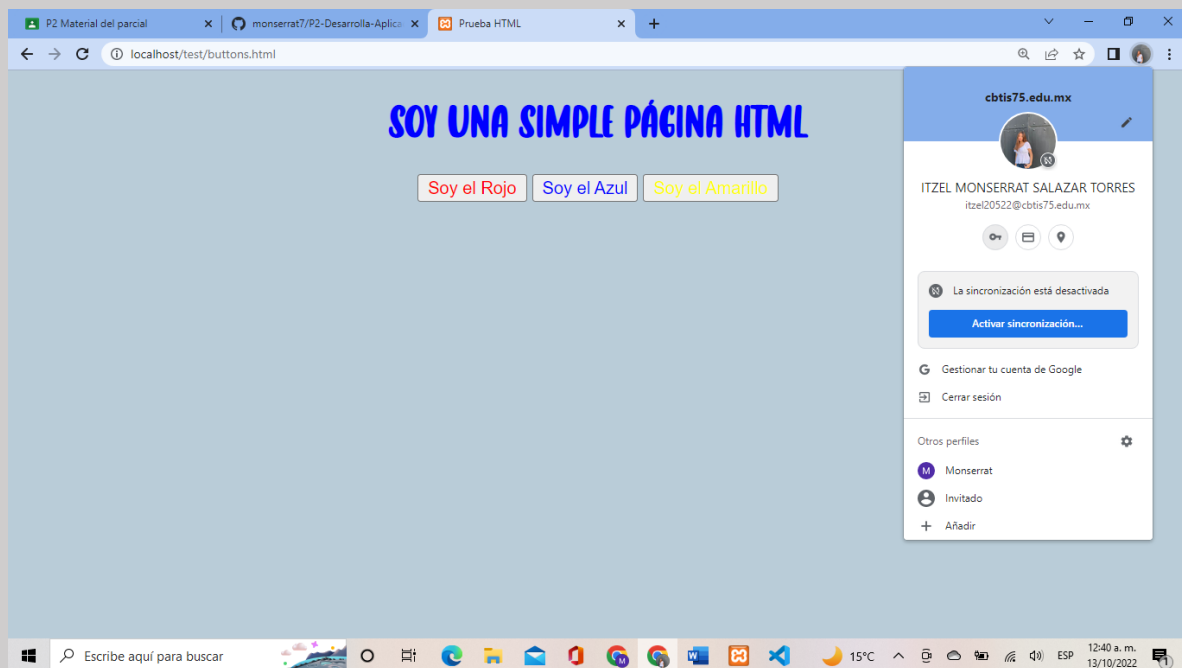 P2 Material del parcial
monserrat7/P2-Desarrolla-Aplica
Prueba HTML
localhost/test/buttons.html
cbtis75.edu.mx
SOY UNA SIMPLE PÁGINA HTML
Soy el Rojo
Soy el Azul
Soy el Amarillo
ITZEL MONSERRAT SALAZAR TORRES
itzel20522@cbtis75.edu.mx
La sincronización está desactivada
Activar sincronización...
G Gestionar tu cuenta de Google
Cerrar sesión
Otros perfiles
M Monserrat
Invitado
Añadir
Escribe aquí para buscar
15°C
ESP
12:40 a. m.
13/10/2022